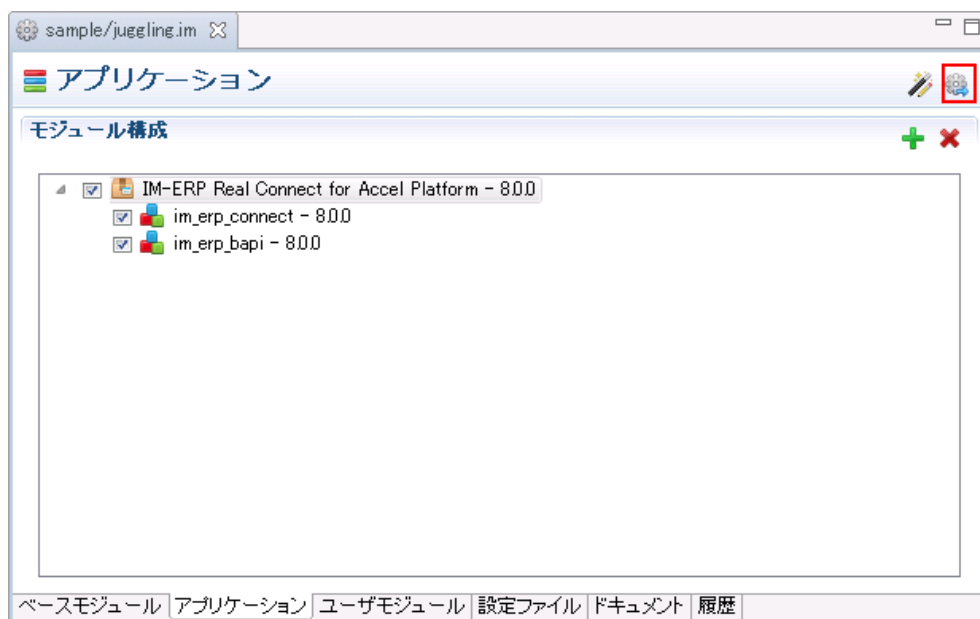 sample/juggling.im
アプリケーション
モジュール構成
IM-ERP Real Connect for Accel Platform - 8.0.0
im_erp_connect - 8.0.0
im_erp_bapi - 8.0.0
ベースモジュール アプリケーション ユーザモジュール 設定ファイル ドキュメント 履歴